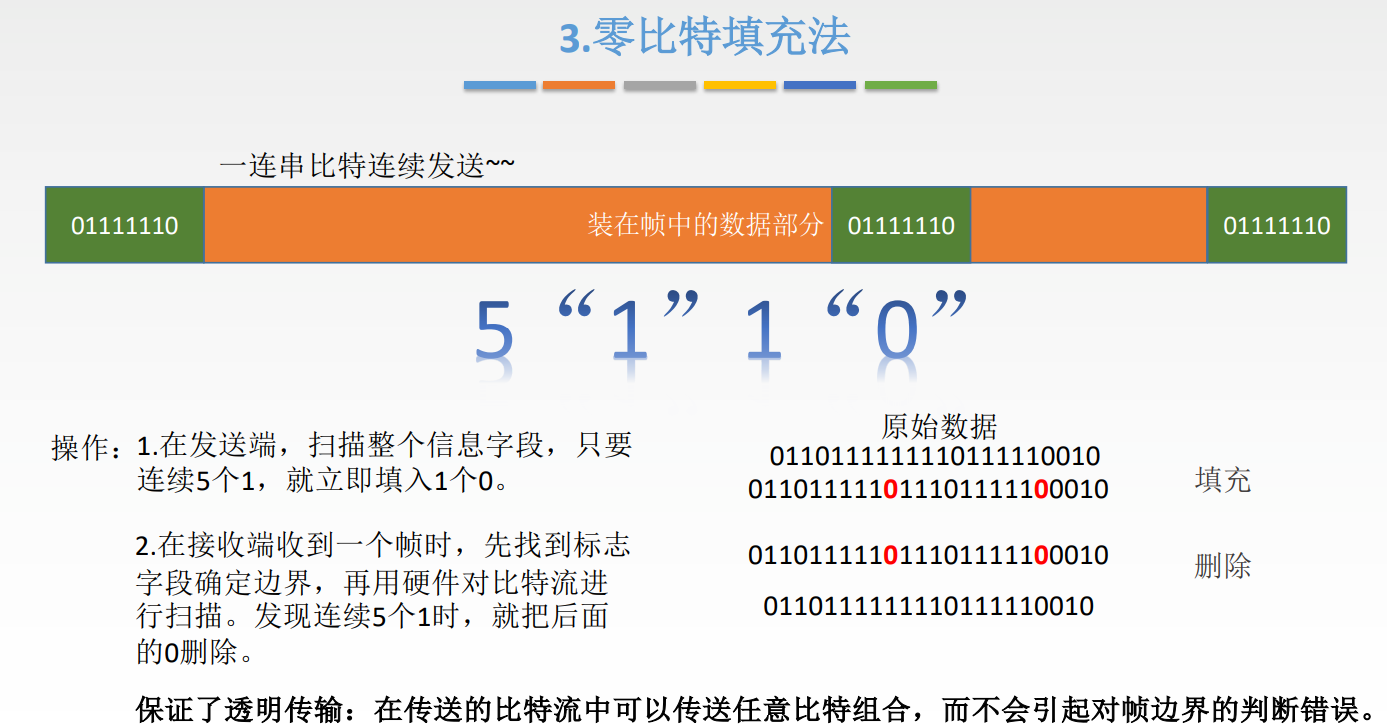 3.零比特填充法
一连串比特连续发送~~
01111110 装在帧中的数据部分 01111110 01111110
5“1”1“0”
操作：1.在发送端，扫描整个信息字段，只要
连续5个1，就立即填入1个0。
2.在接收端收到一个帧时，先找到标志
字段确定边界，再用硬件对比特流进
行扫描。发现连续5个1时，就把后面
的0删除。
原始数据
0110111111110111110010
011011111011101111100010 填充
011011111011101111100010 删除
0110111111110111110010
保证了透明传输：在传送的比特流中可以传送任意比特组合，而不会引起对帧边界的判断错误。